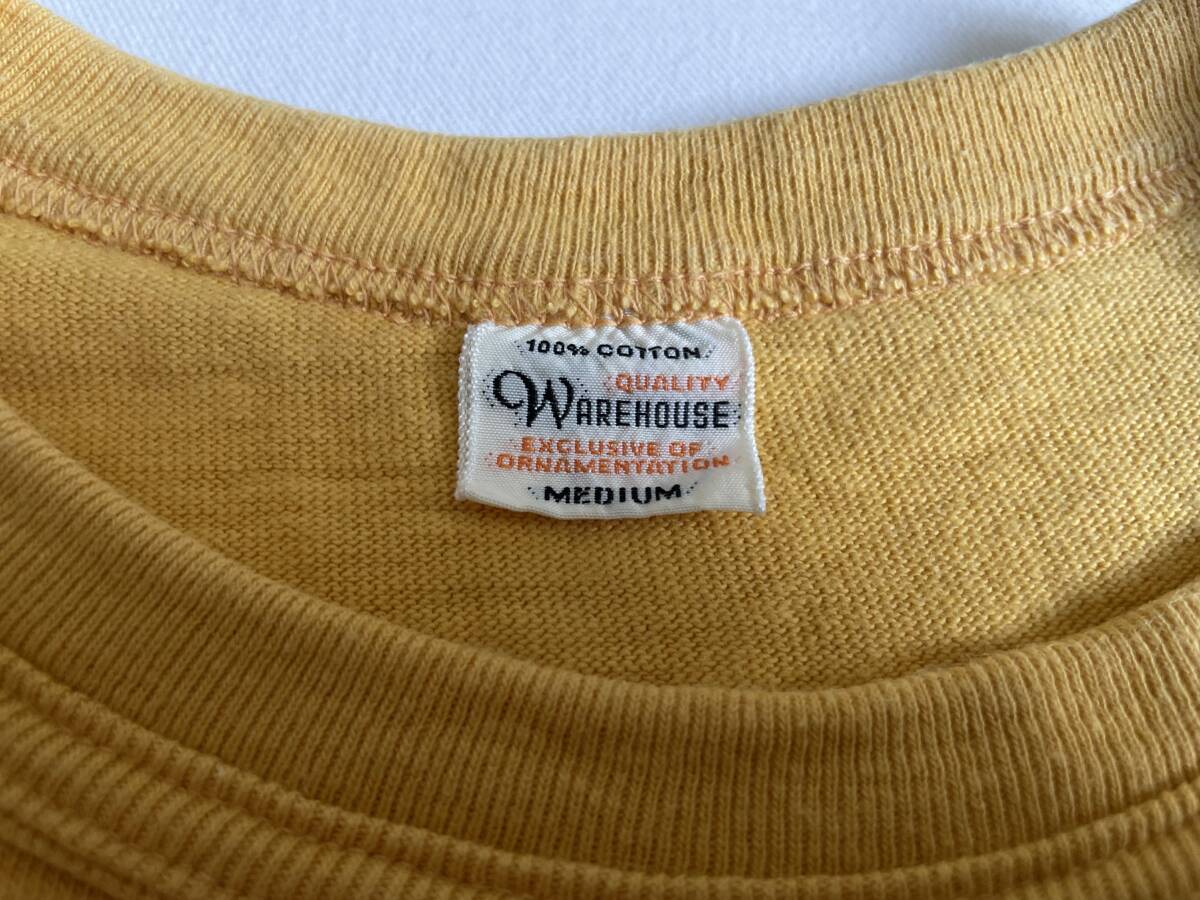 100% COTTON
QUALITY
WAREHOUSE
EXCLUSIVE OF
ORNAMENTATION
MEDIUM